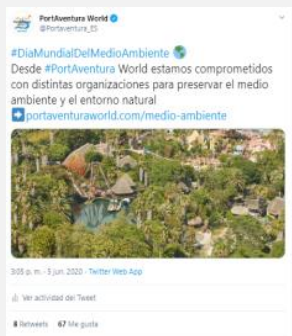 PortAventura World
@Portaventura_ES
#DiaMundialDelMedioAmbiente
Desde #PortAventura World estamos comprometidos
con distintas organizaciones para preservar el medio
ambiente y el entorno natural
portaventuraworld.com/medio-ambiente
3:05 p. m. · 5 jun. 2020 · Twitter Web App
Ver actividad del Tweet
8 Retweets 67 Me gusta